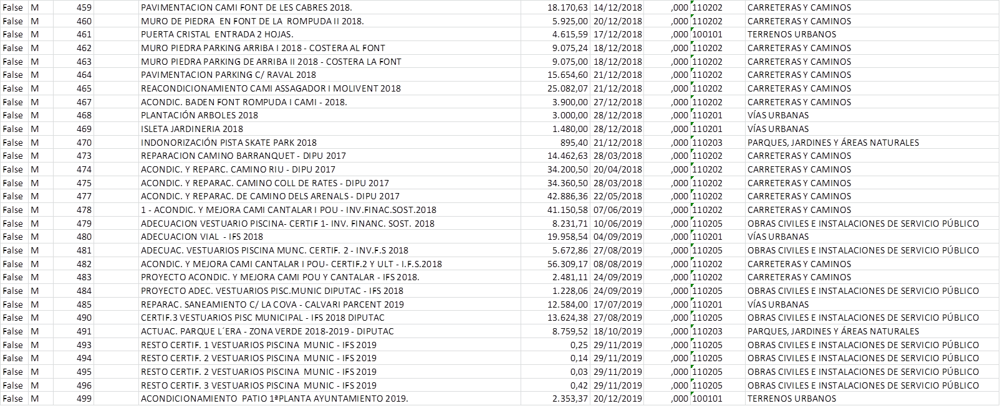 False M 459 PAVIMENTACION CAMI FONT DE LES CABRES 2018. 18.170,63 14/12/2018 ,000 110202 CARRETERAS Y CAMINOS
False M 460 MURO DE PIEDRA  EN FONT DE LA  ROMPUDA II 2018. 5.925,00 20/12/2018 ,000 110202 CARRETERAS Y CAMINOS
False M 461 PUERTA CRISTAL  ENTRADA 2 HOJAS. 4.615,59 17/12/2018 ,000 100101 TERRENOS URBANOS
False M 462 MURO PIEDRA PARKING ARRIBA I 2018 - COSTERA AL FONT 9.075,24 18/12/2018 ,000 110202 CARRETERAS Y CAMINOS
False M 463 MURO PIEDRA PARKING DE ARRIBA II 2018 - COSTERA LA FONT 9.075,00 18/12/2018 ,000 110202 CARRETERAS Y CAMINOS
False M 464 PAVIMENTACION PARKING C/ RAVAL 2018 15.654,60 21/12/2018 ,000 110202 CARRETERAS Y CAMINOS
False M 465 REACONDICIONAMIENTO CAMI ASSAGADOR I MOLIVENT 2018 25.082,07 21/12/2018 ,000 110202 CARRETERAS Y CAMINOS
False M 467 ACONDIC. BADEN FONT ROMPUDA I CAMI - 2018. 3.900,00 27/12/2018 ,000 110202 CARRETERAS Y CAMINOS
False M 468 PLANTACIÓN ARBOLES 2018 3.000,00 28/12/2018 ,000 110201 VÍAS URBANAS
False M 469 ISLETA JARDINERIA 2018 1.480,00 28/12/2018 ,000 110201 VÍAS URBANAS
False M 470 INDONORIZACIÓN PISTA SKATE PARK 2018 895,40 21/12/2018 ,000 110203 PARQUES, JARDINES Y ÁREAS NATURALES
False M 473 REPARACION CAMINO BARRANQUET - DIPU 2017 14.462,63 28/03/2018 ,000 110202 CARRETERAS Y CAMINOS
False M 474 ACONDIC. Y REPARC. CAMINO RIU - DIPU 2017 34.200,50 20/04/2018 ,000 110202 CARRETERAS Y CAMINOS
False M 475 ACONDIC. Y REPARAC. CAMINO COLL DE RATES - DIPU 2017 34.360,50 28/03/2018 ,000 110202 CARRETERAS Y CAMINOS
False M 477 ACONDIC. Y REPARAC. DE CAMINO DELS ARENALS - DIPU 2017 42.886,36 22/05/2018 ,000 110202 CARRETERAS Y CAMINOS
False M 478 1 - ACONDIC. Y MEJORA CAMI CANTALAR I POU - INV.FINAC.SOST.2018 41.150,58 07/06/2019 ,000 110202 CARRETERAS Y CAMINOS
False M 479 ADECUACION VESTUARIO PISCINA- CERTIF 1- INV. FINANC. SOST. 2018 8.231,71 10/06/2019 ,000 110205 OBRAS CIVILES E INSTALACIONES DE SERVICIO PÚBLICO
False M 480 ADECUACION VIAL  - IFS 2018 19.958,54 04/09/2019 ,000 110201 VÍAS URBANAS
False M 481 ADECUAC. VESTUARIOS PISCINA MUNC. CERTIF. 2 - INV.F.S 2018 5.672,86 27/08/2019 ,000 110205 OBRAS CIVILES E INSTALACIONES DE SERVICIO PÚBLICO
False M 482 ACONDIC. Y MEJORA CAMI CANTALAR I POU- CERTIF.2 Y ULT - I.F.S.2018 56.309,17 08/08/2019 ,000 110202 CARRETERAS Y CAMINOS
False M 483 PROYECTO ACONDIC. Y MEJORA CAMI POU Y CANTALAR - IFS 2018. 2.481,11 24/09/2019 ,000 110202 CARRETERAS Y CAMINOS
False M 484 PROYECTO ADEC. VESTUARIOS PISC.MUNIC DIPUTAC - IFS 2018 1.228,06 24/09/2019 ,000 110205 OBRAS CIVILES E INSTALACIONES DE SERVICIO PÚBLICO
False M 485 REPARAC. SANEAMIENTO C/ LA COVA - CALVARI PARCENT 2019 12.584,00 17/07/2019 ,000 110201 VÍAS URBANAS
False M 490 CERTIF.3 VESTUARIOS PISC MUNICIPAL - IFS 2018 DIPUTAC 13.624,38 27/08/2019 ,000 110205 OBRAS CIVILES E INSTALACIONES DE SERVICIO PÚBLICO
False M 491 ACTUAC. PARQUE L´ERA - ZONA VERDE 2018-2019 - DIPUTAC 8.759,52 18/10/2019 ,000 110203 PARQUES, JARDINES Y ÁREAS NATURALES
False M 493 RESTO CERTIF. 1 VESTUARIOS PISCINA  MUNIC - IFS 2019 0,25 29/11/2019 ,000 110205 OBRAS CIVILES E INSTALACIONES DE SERVICIO PÚBLICO
False M 494 RESTO CERTIF. 2 VESTUARIOS PISCINA  MUNIC - IFS 2019 0,14 29/11/2019 ,000 110205 OBRAS CIVILES E INSTALACIONES DE SERVICIO PÚBLICO
False M 495 RESTO CERTIF. 2 VESTUARIOS PISCINA  MUNIC - IFS 2019 0,03 29/11/2019 ,000 110205 OBRAS CIVILES E INSTALACIONES DE SERVICIO PÚBLICO
False M 496 RESTO CERTIF. 3 VESTUARIOS PISCINA  MUNIC - IFS 2019 0,42 29/11/2019 ,000 110205 OBRAS CIVILES E INSTALACIONES DE SERVICIO PÚBLICO
False M 499 ACONDICIONAMIENTO  PATIO 1ªPLANTA AYUNTAMIENTO 2019. 2.353,37 20/12/2019 ,000 100101 TERRENOS URBANOS